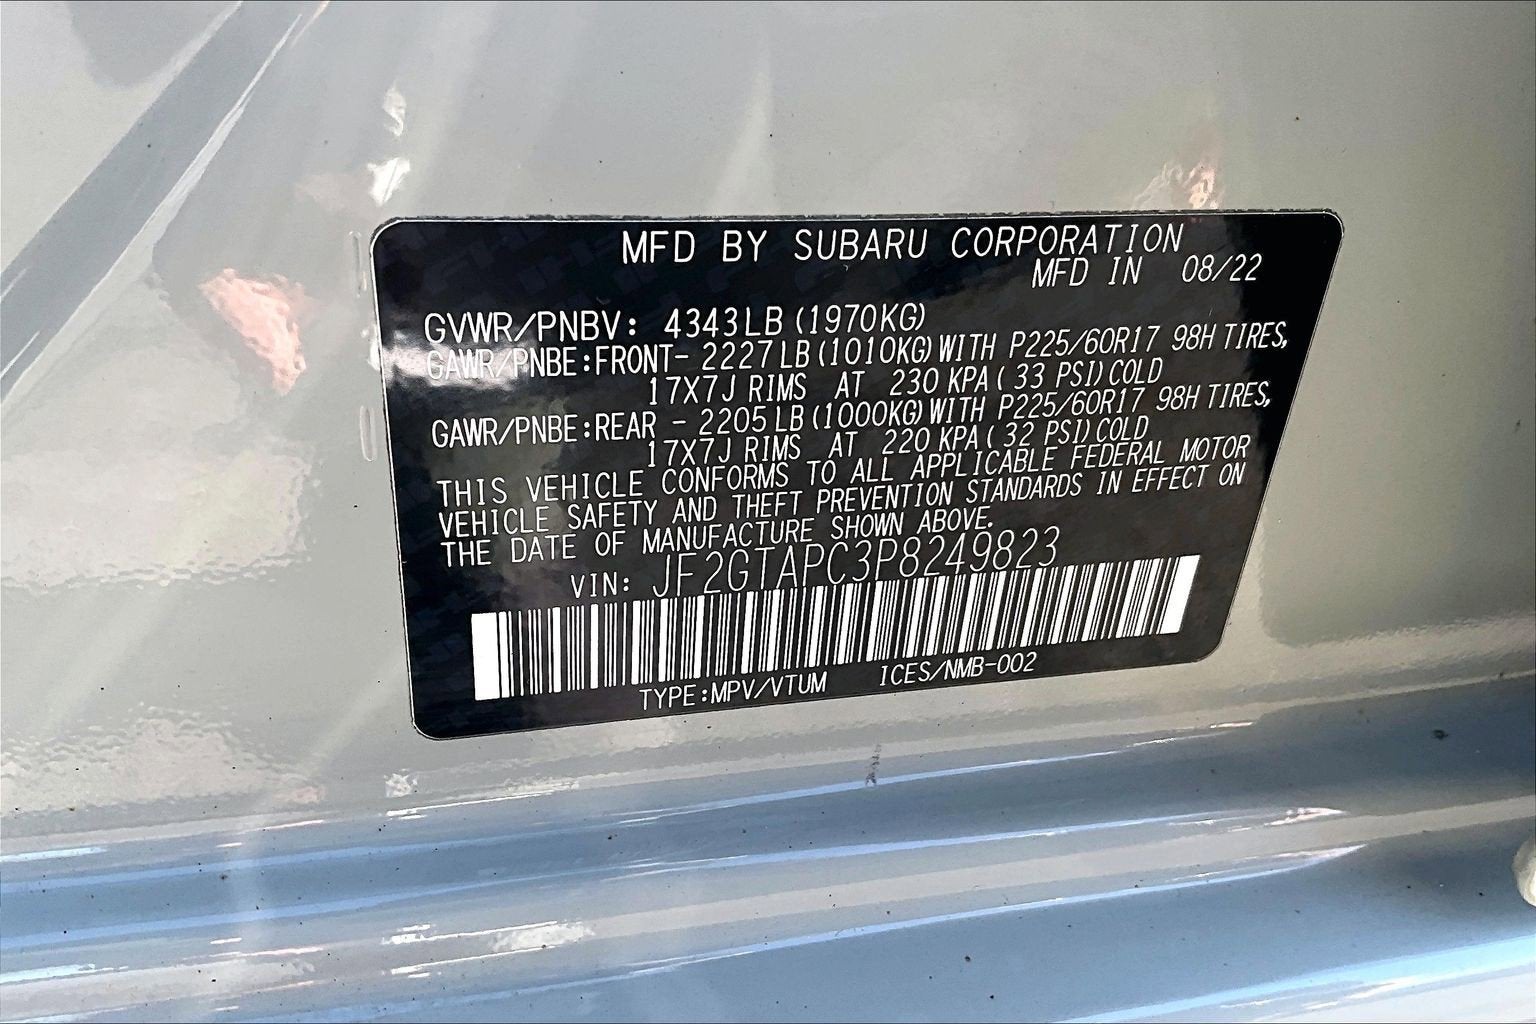 MFD BY SUBARU CORPORATION
MFD IN 08/22
GVWR/PNBV: 4343LB (1970KG)
GAWR/PNBE:FRONT- 2227LB(1010KG)WITH P225/60R17 98H TIRES,
17X7J RIMS AT 230 KPA( 33 PSI)COLD
GAWR/PNBE:REAR - 2205LB(1000KG)WITH P225/60R17 98H TIRES,
17X7J RIMS AT 220 KPA( 32 PSI)COLD
THIS VEHICLE CONFORMS TO ALL APPLICABLE FEDERAL MOTOR
VEHICLE SAFETY AND THEFT PREVENTION STANDARDS IN EFFECT ON
THE DATE OF MANUFACTURE SHOWN ABOVE.
VIN: JF2GTAPC3P8249823
TYPE:MPV/VTUM ICES/NMB-002